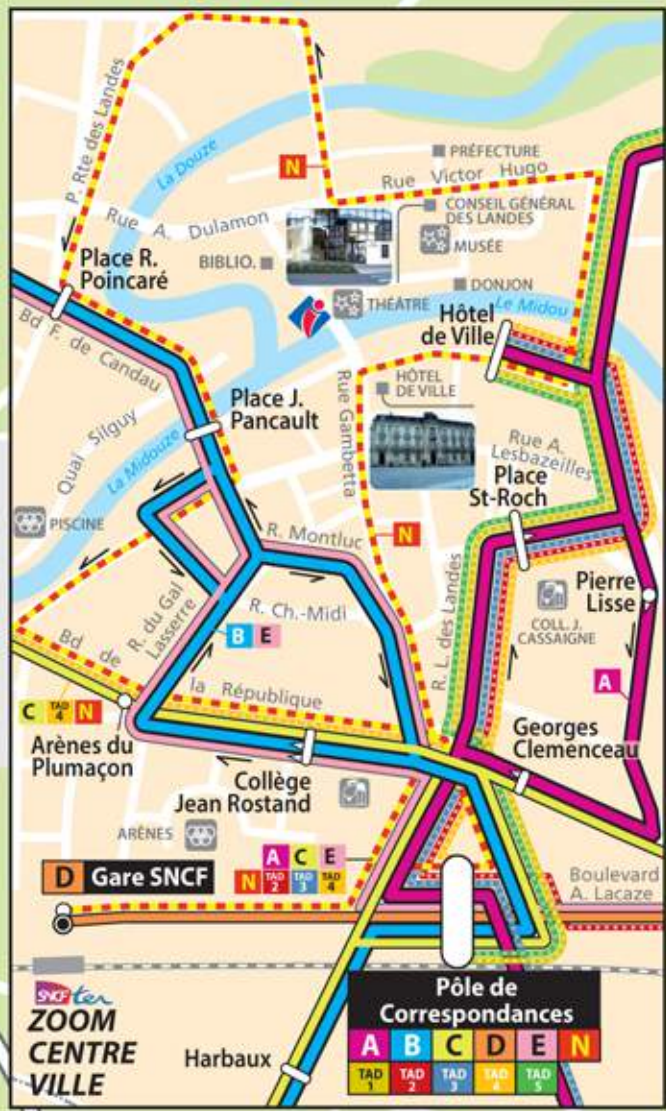 P. Rte des Landes
La Douze
N
PRÉFECTURE
Rue Victor Hugo
Rue A. Dulamon
CONSEIL GÉNÉRAL
DES LANDES
MUSÉE
BIBLIO.
Place R.
Poincaré
DONJON
THÉATRE
Le Midou
Hôtel
de Ville
Bd F. de Candau
HÔTEL
DE VILLE
Place J.
Pancault
Rue Gambetta
Quai Silguy
La Midouze
Rue A.
Lesbazeilles
Place
St-Roch
PISCINE
R. Montluc
N
R. du Gal
Lasserre
R. Ch.-Midi
B E
R. L. des Landes
COLL. J.
CASSAIGNE
Pierre
Lisse
A
Bd de
la République
C TAD 4 N
Arènes du
Plumaçon
Georges
Clemenceau
Collège
Jean Rostand
ARÈNES
A C E
N TAD 2 TAD 3 TAD 4
D Gare SNCF
Boulevard
A. Lacaze
SNCF ter
ZOOM
CENTRE
VILLE
Harbaux
Pôle de
Correspondances
A B C D E N
TAD 1 TAD 2 TAD 3 TAD 4 TAD 5